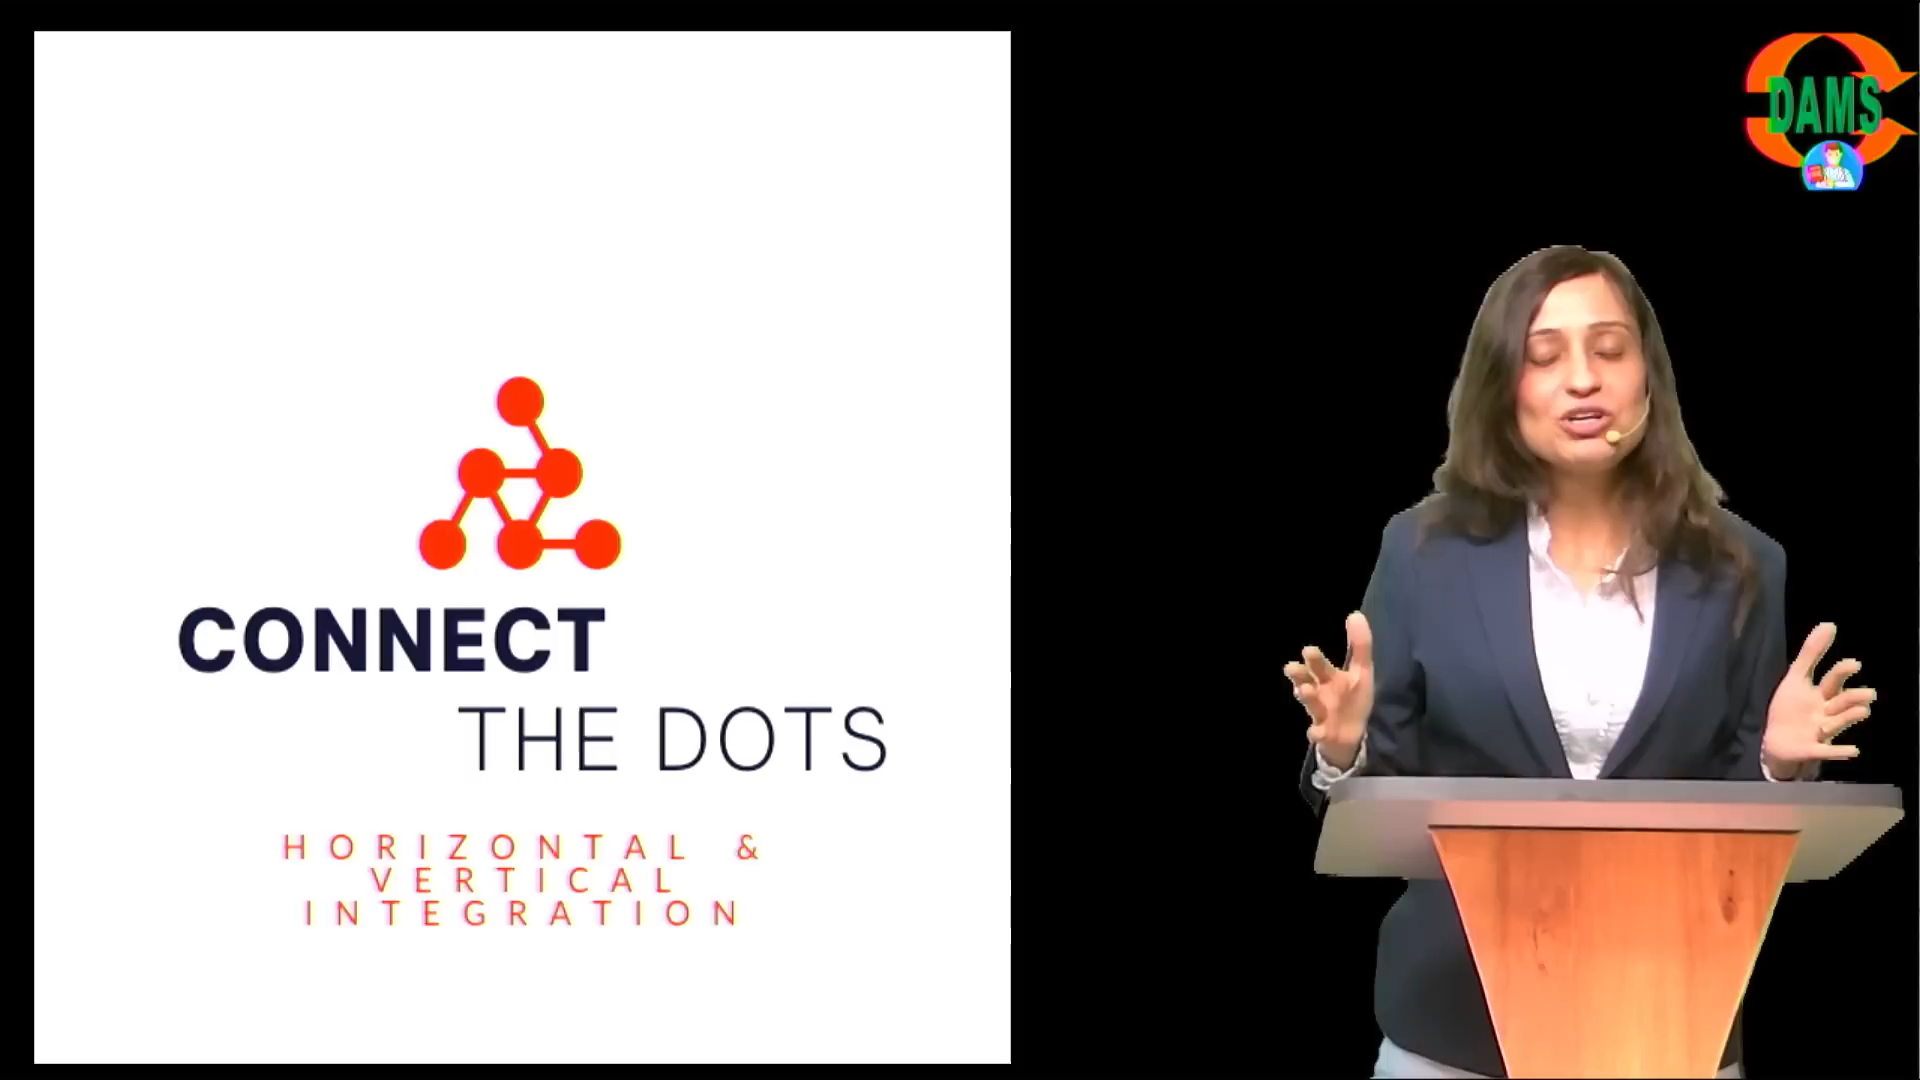 DAMS
CONNECT
THE DOTS
HORIZONTAL &
VERTICAL
INTEGRATION